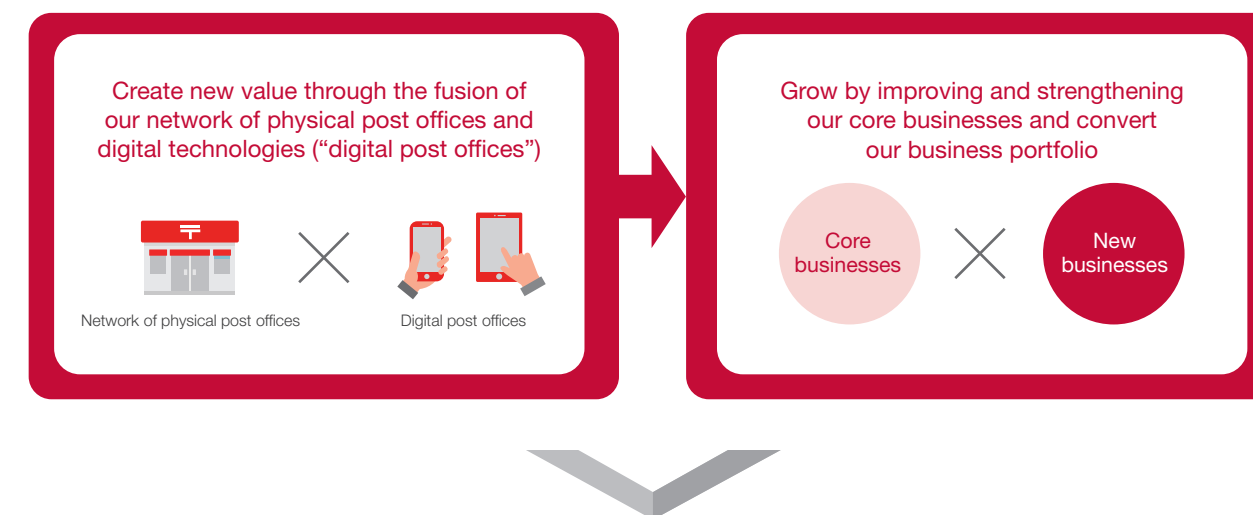 Create new value through the fusion of
our network of physical post offices and
digital technologies (“digital post offices”)
Network of physical post offices
Digital post offices
Grow by improving and strengthening
our core businesses and convert
our business portfolio
Core
businesses
New
businesses